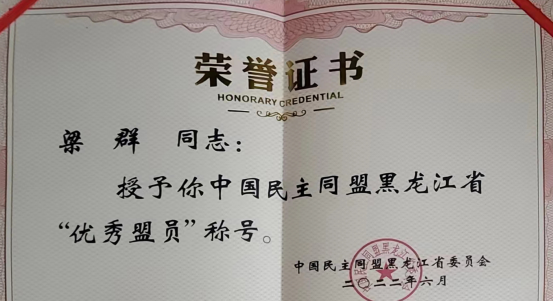 荣誉证书
HONORARY CREDENTIAL
梁 群 同志：
授予你中国民主同盟黑龙江省
“优秀盟员”称号。
中国民主同盟黑龙江省委员会
二〇二二年六月